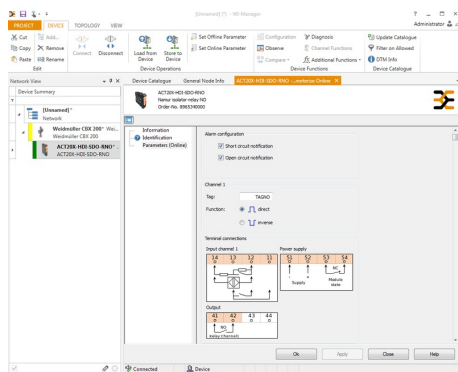 [Unnamed]* () - WI Manager
PROJECT DEVICE TOPOLOGY VIEW
Administrator
Cut Add... Set Offline Parameter Configuration Diagnosis Update Catalogue
Copy Remove Connect Disconnect Load from Device Store to Device Set Online Parameter Observe Channel Functions Filter on Allowed
Paste Rename Compare Additional Functions DTM Info
Edit Device Operations Device Functions Device Catalogue
Network View
Device Catalogue General Node Info ACT20X-HDI-SDO-RNO -...meterize Online
Device Summary
ACT20X-HDI-SDO-RNO
Namur isolator relay NO
Order-No. 8965340000
[Unnamed]*
Network
Weidmüller CBX 200* Wei...
Weidmüller CBX 200
ACT20X-HDI-SDO-RNO* -
ACT20X-HDI-SDO-RNO
Information
Identification
Parameters (Online)
Alarm configuration
Short circuit notification
Open circuit notification
Channel 1
Tag: TAGNO
Function: direct
inverse
Terminal connections
Input channel 1 Power supply
14 13 12 11
51 52 53 54
+ -
NC
Supply Module state
Output
41 42 43 44
NO
Relay (Channel)
Ok Apply Close Help
Connected Device